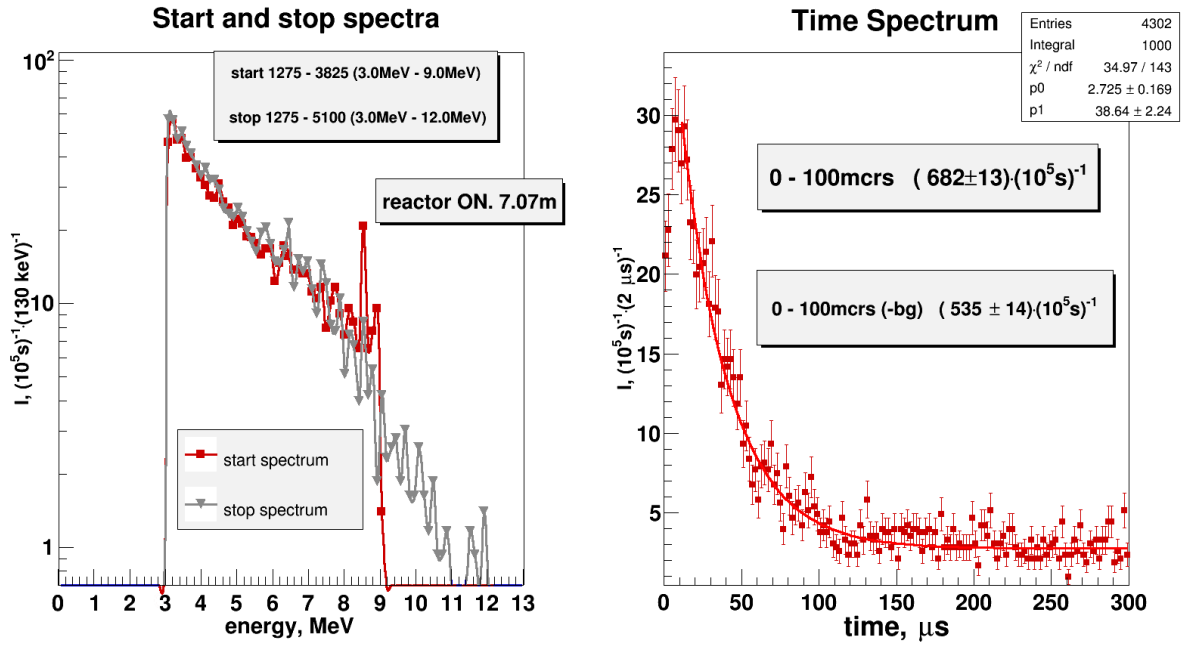 Start and stop spectra
10²
start 1275 - 3825 (3.0MeV - 9.0MeV)
stop 1275 - 5100 (3.0MeV - 12.0MeV)
reactor ON. 7.07m
10
1
I, (10⁵s)⁻¹·(130 keV)⁻¹
start spectrum
stop spectrum
0 1 2 3 4 5 6 7 8 9 10 11 12 13
energy, MeV
Time Spectrum
Entries 4302
Integral 1000
χ² / ndf 34.97 / 143
p0 2.725 ± 0.169
p1 38.64 ± 2.24
30
25
20
15
10
5
I, (10⁵s)⁻¹·(2 μs)⁻¹
0 - 100mcrs ( 682±13)·(10⁵s)⁻¹
0 - 100mcrs (-bg) ( 535 ± 14)·(10⁵s)⁻¹
0 50 100 150 200 250 300
time, μs